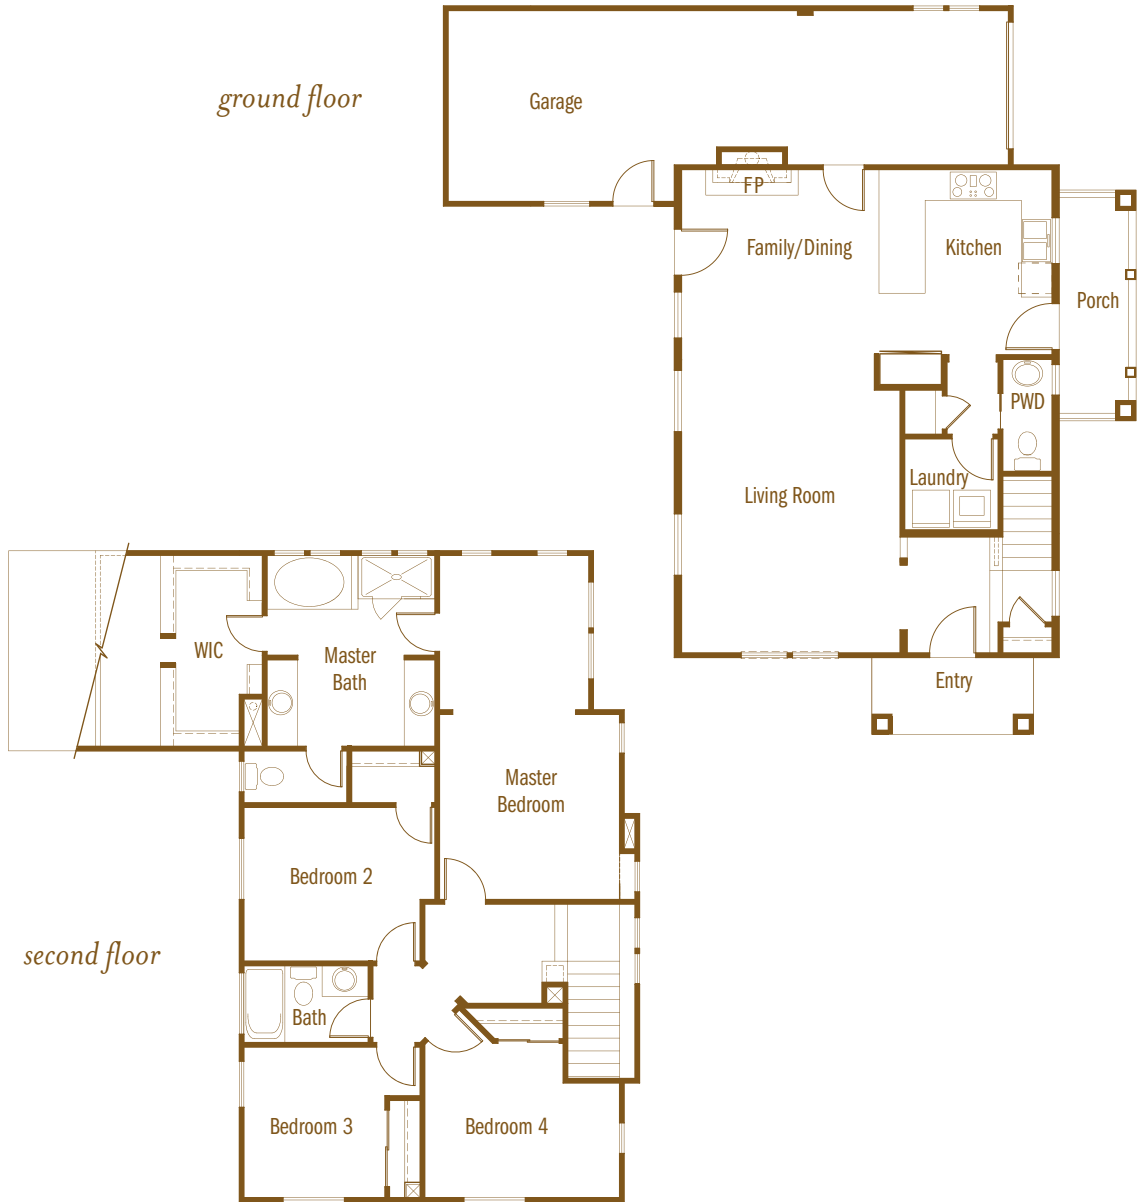 ground floor
Garage
FP
Family/Dining
Kitchen
Porch
PWD
Laundry
Living Room
Entry
second floor
WIC
Master
Bath
Master
Bedroom
Bedroom 2
Bath
Bedroom 3
Bedroom 4